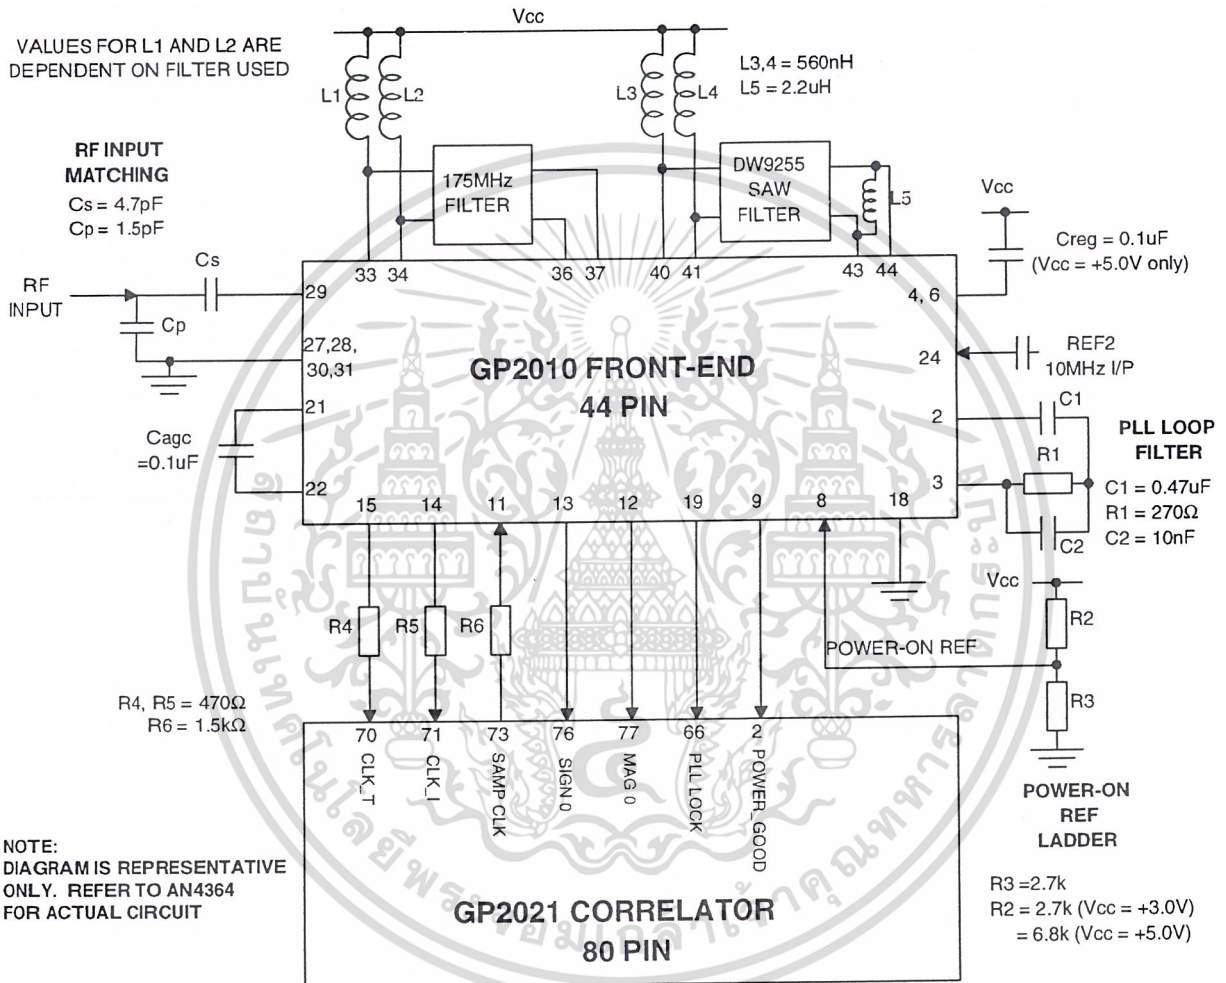 Vcc
VALUES FOR L1 AND L2 ARE
DEPENDENT ON FILTER USED
L1
L2
L3
L4
L3,4 = 560nH
L5 = 2.2uH
RF INPUT
MATCHING
Cs = 4.7pF
Cp = 1.5pF
175MHz
FILTER
DW9255
SAW
FILTER
L5
Vcc
Creg = 0.1uF
(Vcc = +5.0V only)
RF
INPUT
Cs
Cp
33 34 36 37 40 41 43 44
29
4, 6
27,28,
30,31
24
REF2
10MHz I/P
GP2010 FRONT-END
44 PIN
21
22
Cagc
=0.1uF
2
3
C1
R1
C2
PLL LOOP
FILTER
C1 = 0.47uF
R1 = 270Ω
C2 = 10nF
15 14 11 13 12 19 9 8 18
R4
R5
R6
Vcc
R2
R3
POWER-ON REF
R4, R5 = 470Ω
R6 = 1.5kΩ
70 71 73 76 77 66 2
CLK_T
CLK_I
SAMP CLK
SIGN 0
MAG 0
PLL LOCK
POWER_GOOD
POWER-ON
REF
LADDER
R3 =2.7k
R2 = 2.7k (Vcc = +3.0V)
= 6.8k (Vcc = +5.0V)
NOTE:
DIAGRAM IS REPRESENTATIVE
ONLY. REFER TO AN4364
FOR ACTUAL CIRCUIT
GP2021 CORRELATOR
80 PIN